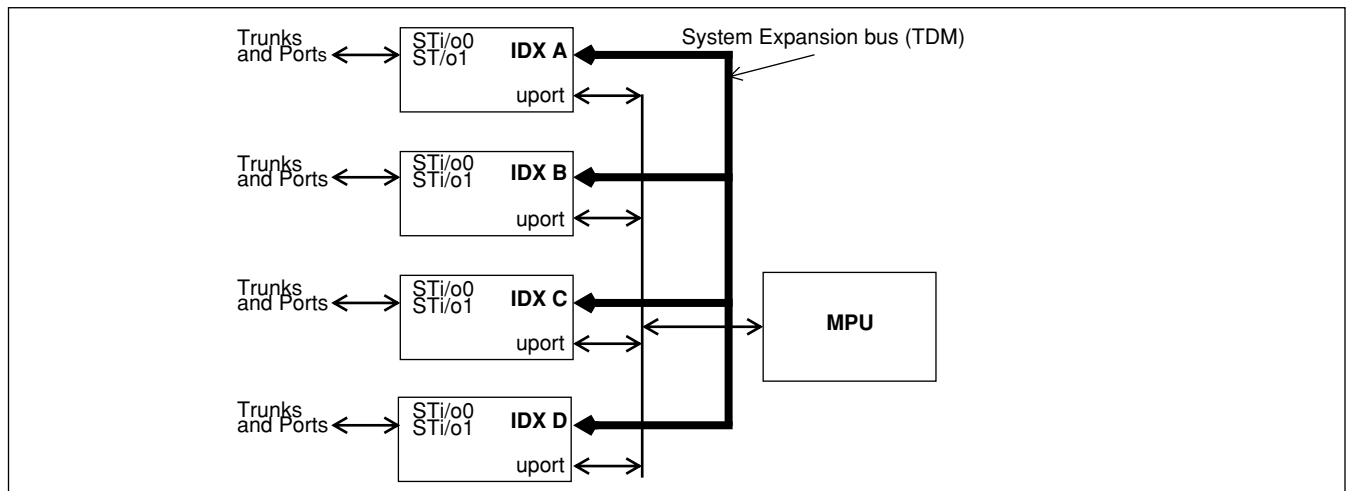 System Expansion bus (TDM)
Trunks
and Ports
STi/o0
ST/o1
IDX A
uport
Trunks
and Ports
STi/o0
STi/o1
IDX B
uport
Trunks
and Ports
STi/o0
STi/o1
IDX C
uport
MPU
Trunks
and Ports
STi/o0
STi/o1
IDX D
uport